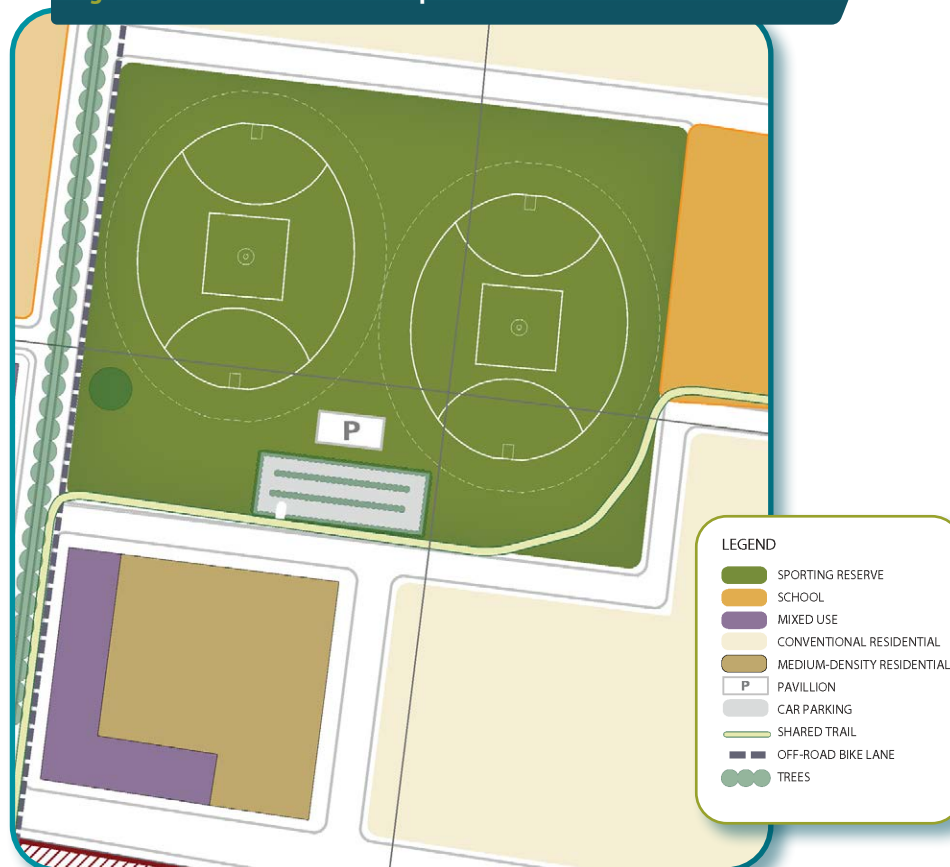 P
LEGEND
SPORTING RESERVE
SCHOOL
MIXED USE
CONVENTIONAL RESIDENTIAL
MEDIUM-DENSITY RESIDENTIAL
P PAVILLION
CAR PARKING
SHARED TRAIL
OFF-ROAD BIKE LANE
TREES